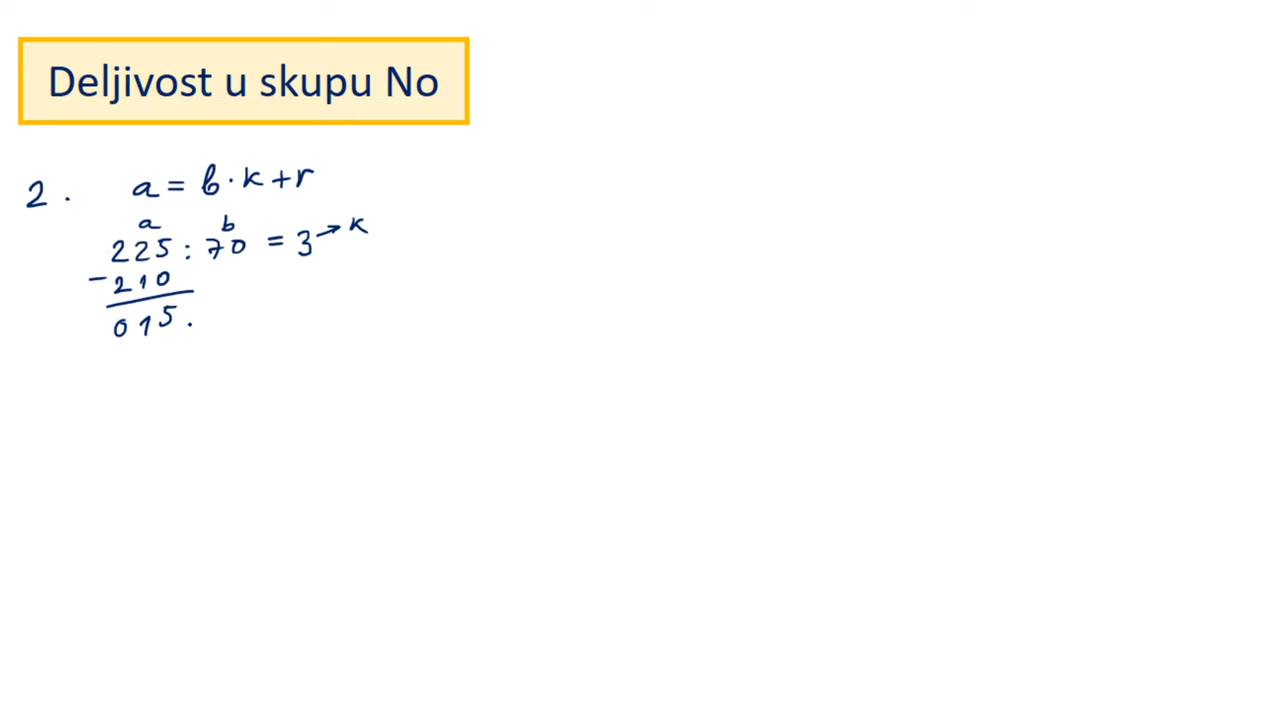 Deljivost u skupu No
2. a = b · k + r
a b
225 : 70 = 3 → k
-210
015.